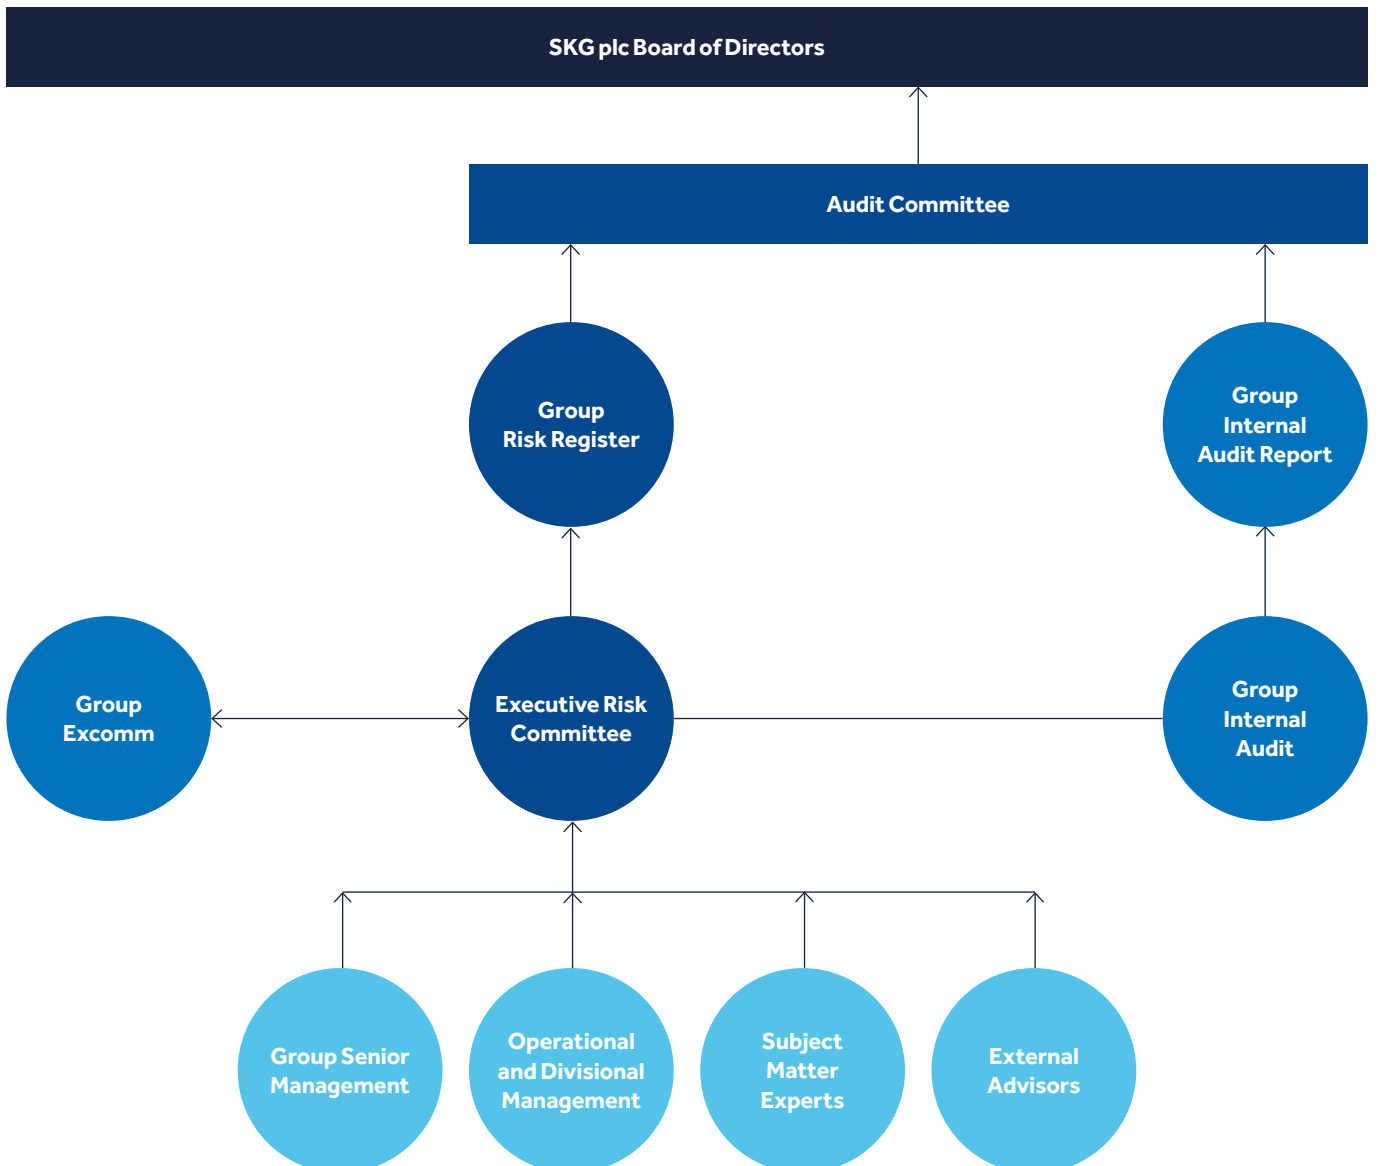 SKG plc Board of Directors
Audit Committee
Group
Risk Register
Group
Internal
Audit Report
Group
Excomm
Executive Risk
Committee
Group
Internal
Audit
Group Senior
Management
Operational
and Divisional
Management
Subject
Matter
Experts
External
Advisors